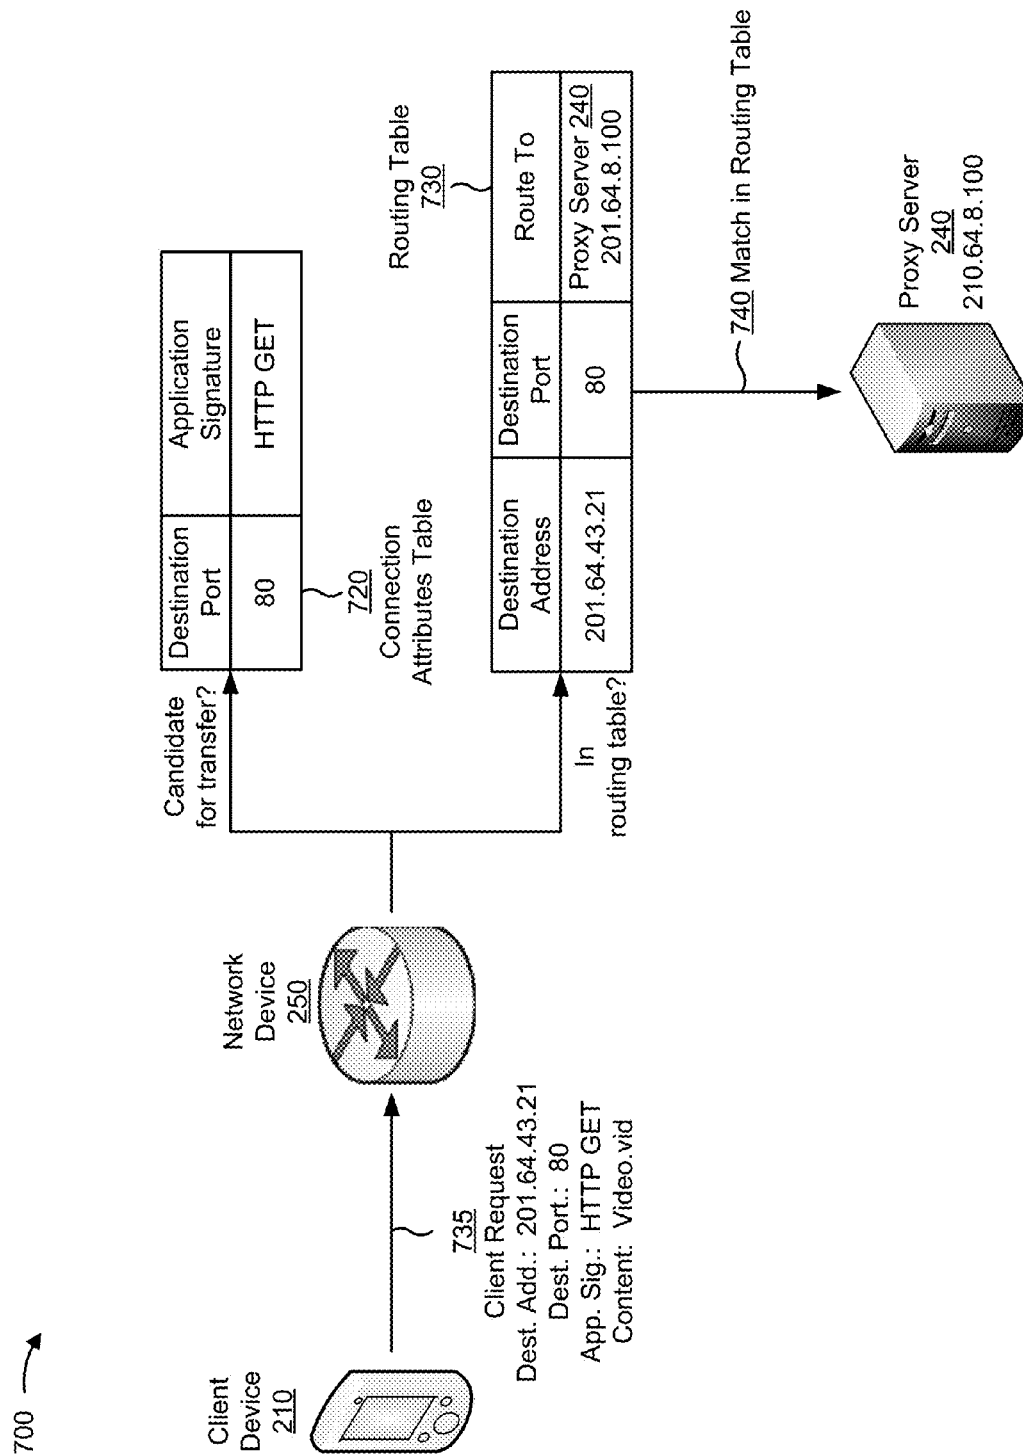 700
Client
Device
210
735
Client Request
Dest. Add.: 201.64.43.21
Dest. Port.: 80
App. Sig.: HTTP GET
Content: Video.vid
Network
Device
250
Candidate
for transfer?
Destination
Port
Application
Signature
80
HTTP GET
720
Connection
Attributes Table
In
routing table?
Routing Table
730
Destination
Address
Destination
Port
Route To
201.64.43.21
80
Proxy Server 240
201.64.8.100
740 Match in Routing Table
Proxy Server
240
210.64.8.100